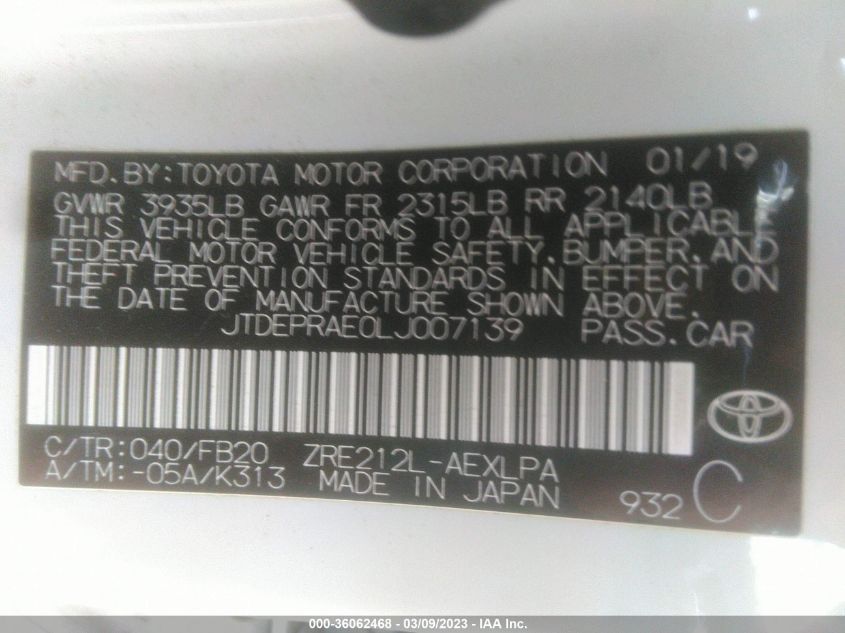 MFD.BY:TOYOTA MOTOR CORPORATION 01/19
GVWR 3935LB GAWR FR 2315LB RR 2140LB
THIS VEHICLE CONFORMS TO ALL APPLICABLE
FEDERAL MOTOR VEHICLE SAFETY,BUMPER,AND
THEFT PREVENTION STANDARDS IN EFFECT ON
THE DATE OF MANUFACTURE SHOWN ABOVE.
JTDEPRAE0LJ007139 PASS.CAR
C/TR:040/FB20 ZRE212L-AEXLPA
A/TM:-05A/K313 MADE IN JAPAN 932 C
000-36062468 - 03/09/2023 - IAA Inc.